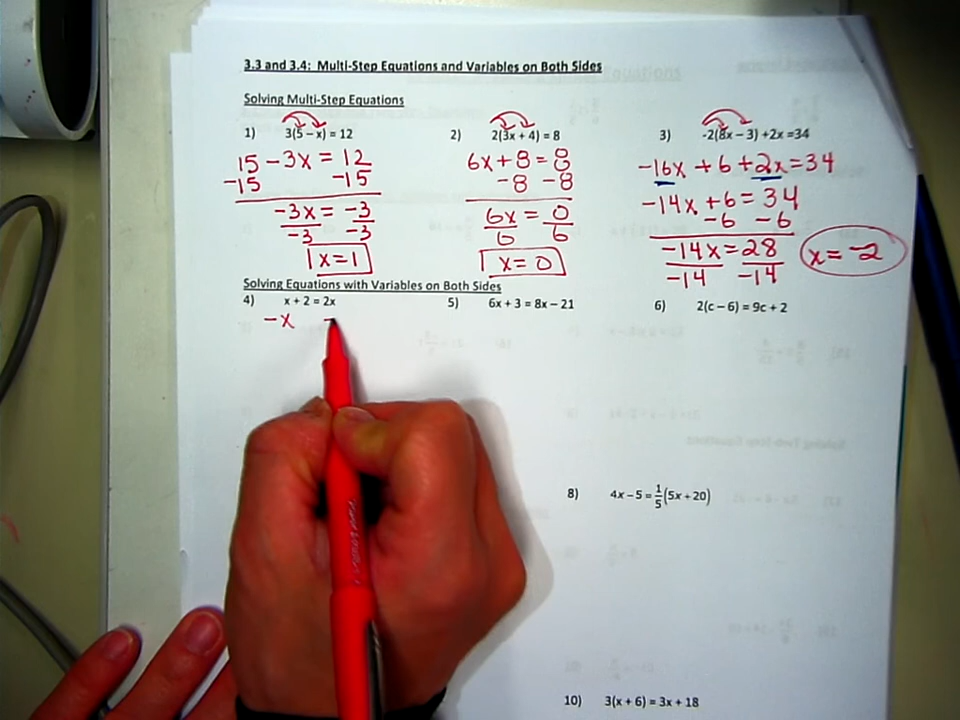 3.3 and 3.4: Multi-Step Equations and Variables on Both Sides
Solving Multi-Step Equations
1) 3(5 – x) = 12
15 - 3x = 12
-15 -15
-3x = -3
-3 -3
x = 1
2) 2(3x + 4) = 8
6x + 8 = 8
-8 -8
6x = 0
6 6
x = 0
3) -2(8x – 3) +2x =34
-16x + 6 + 2x = 34
-14x + 6 = 34
-6 -6
-14x = 28
-14 -14
x = -2
Solving Equations with Variables on Both Sides
4) x + 2 = 2x
-x -
5) 6x + 3 = 8x – 21
6) 2(c – 6) = 9c + 2
8) 4x – 5 = 1/5(5x + 20)
10) 3(x + 6) = 3x + 18